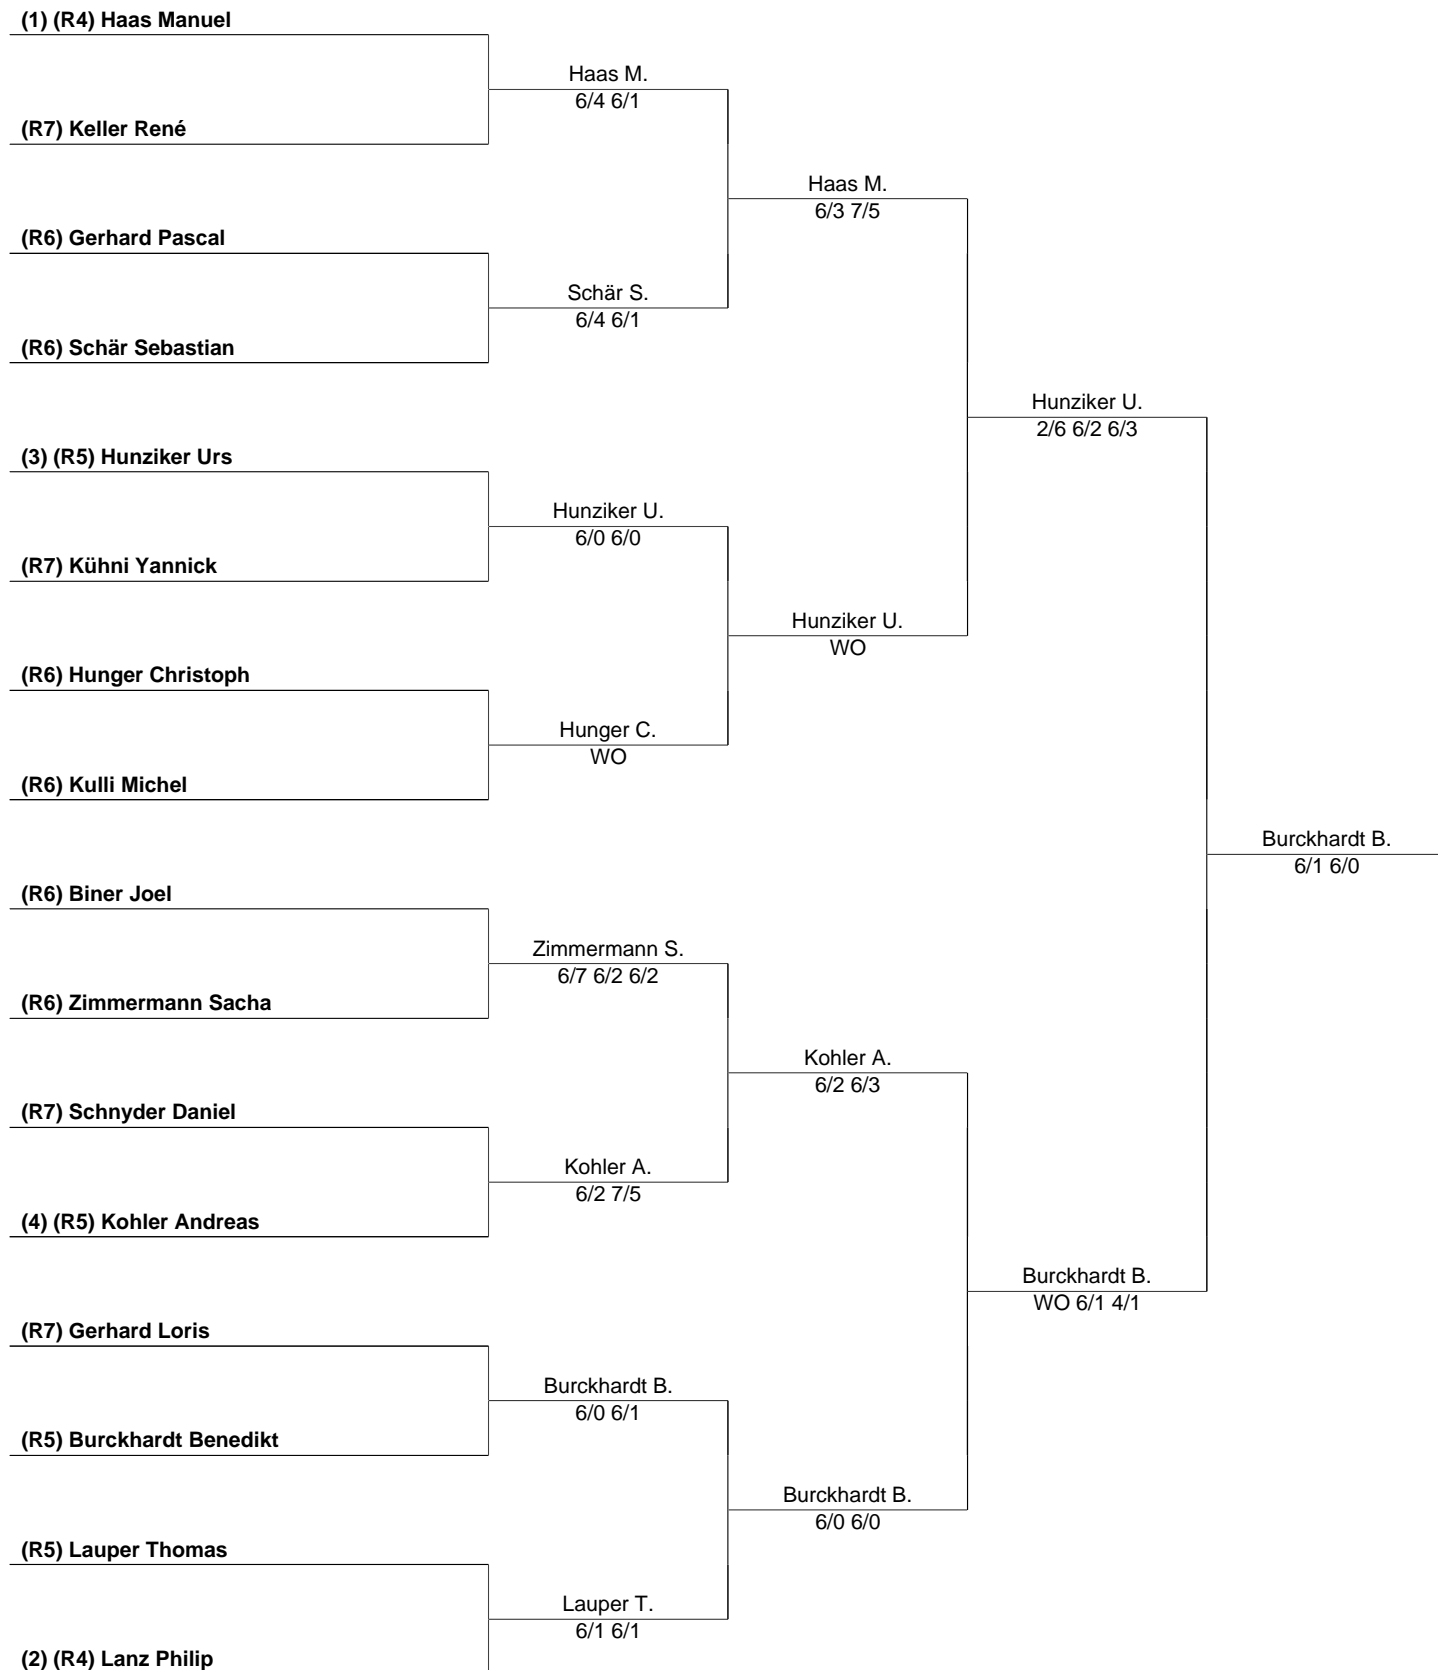 (1) (R4) Haas Manuel
Haas M.
6/4 6/1
(R7) Keller René
Haas M.
6/3 7/5
(R6) Gerhard Pascal
Schär S.
6/4 6/1
(R6) Schär Sebastian
Hunziker U.
2/6 6/2 6/3
(3) (R5) Hunziker Urs
Hunziker U.
6/0 6/0
(R7) Kühni Yannick
Hunziker U.
WO
(R6) Hunger Christoph
Hunger C.
WO
(R6) Kulli Michel
Burckhardt B.
6/1 6/0
(R6) Biner Joel
Zimmermann S.
6/7 6/2 6/2
(R6) Zimmermann Sacha
Kohler A.
6/2 6/3
(R7) Schnyder Daniel
Kohler A.
6/2 7/5
(4) (R5) Kohler Andreas
Burckhardt B.
WO 6/1 4/1
(R7) Gerhard Loris
Burckhardt B.
6/0 6/1
(R5) Burckhardt Benedikt
Burckhardt B.
6/0 6/0
(R5) Lauper Thomas
Lauper T.
6/1 6/1
(2) (R4) Lanz Philip